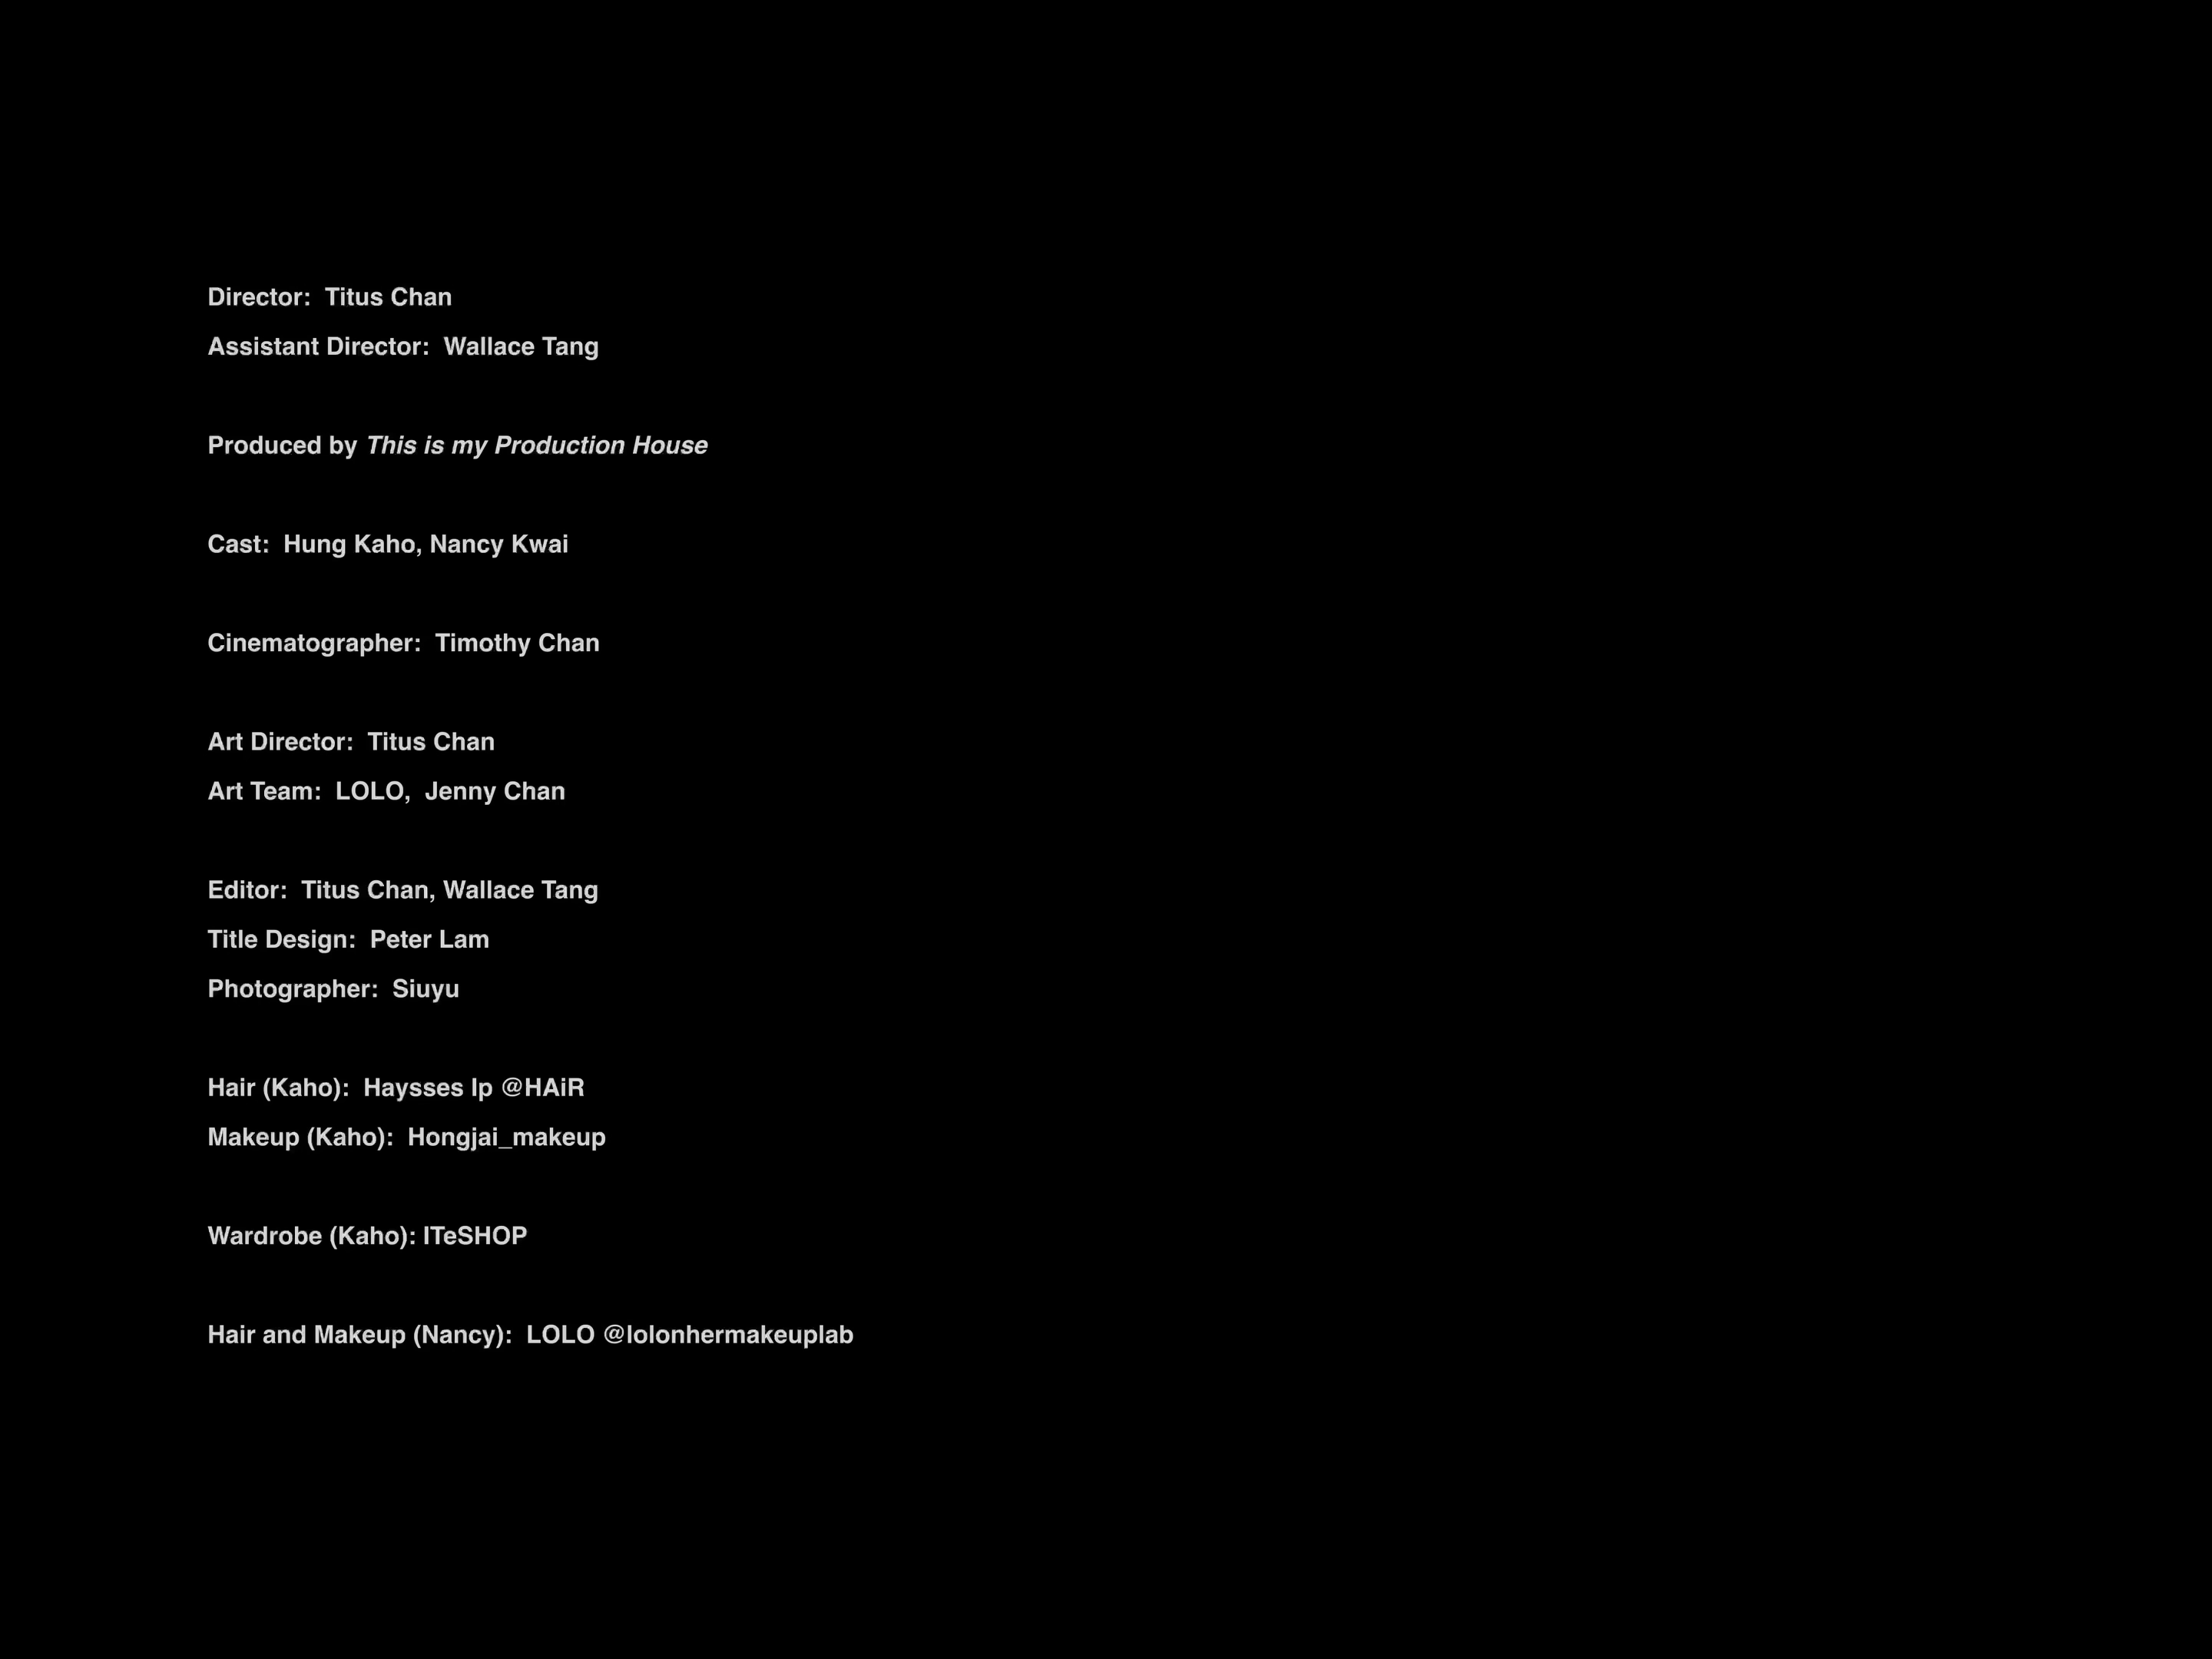 Director:  Titus Chan
Assistant Director:  Wallace Tang
Produced by This is my Production House
Cast:  Hung Kaho, Nancy Kwai
Cinematographer:  Timothy Chan
Art Director:  Titus Chan
Art Team:  LOLO,  Jenny Chan
Editor:  Titus Chan, Wallace Tang
Title Design:  Peter Lam
Photographer:  Siuyu
Hair (Kaho):  Haysses Ip @HAiR
Makeup (Kaho):  Hongjai_makeup
Wardrobe (Kaho): ITeSHOP
Hair and Makeup (Nancy):  LOLO @lolonhermakeuplab